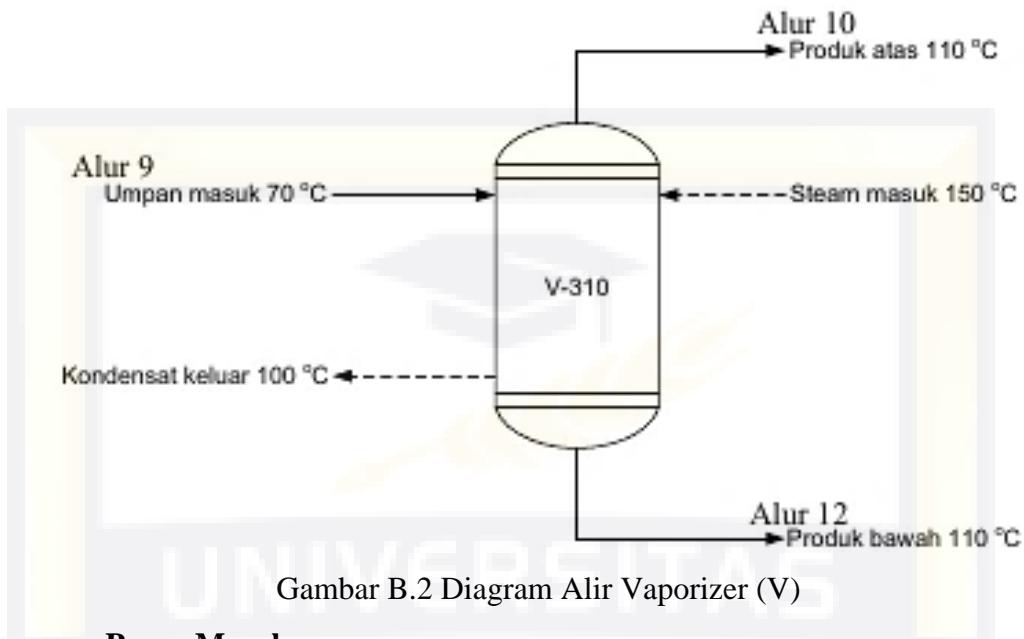 Alur 10
Produk atas 110 °C
Alur 9
Umpan masuk 70 °C
Steam masuk 150 °C
V-310
Kondensat keluar 100 °C
Alur 12
Produk bawah 110 °C
UNIVERSITAS
Gambar B.2 Diagram Alir Vaporizer (V)